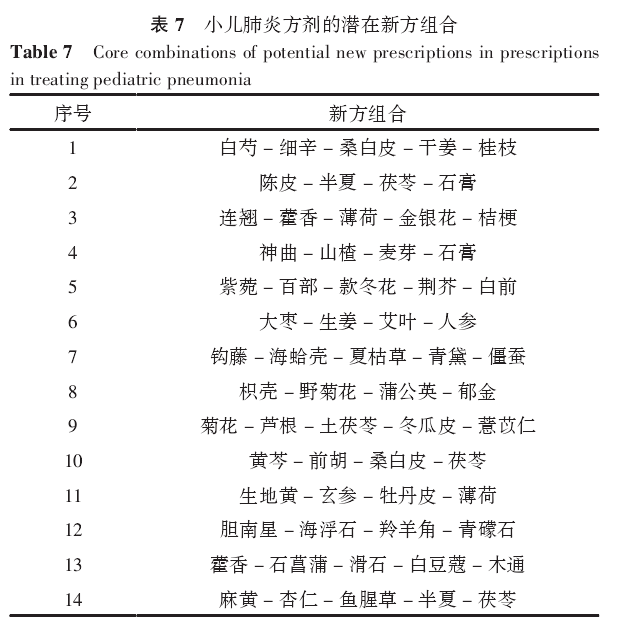 表 7 小儿肺炎方剂的潜在新方组合
Table 7 Core combinations of potential new prescriptions in prescriptions
in treating pediatric pneumonia
序号 新方组合
1 白芍－细辛－桑白皮－干姜－桂枝
2 陈皮－半夏－茯苓－石膏
3 连翘－藿香－薄荷－金银花－桔梗
4 神曲－山楂－麦芽－石膏
5 紫菀－百部－款冬花－荆芥－白前
6 大枣－生姜－艾叶－人参
7 钩藤－海蛤壳－夏枯草－青黛－僵蚕
8 枳壳－野菊花－蒲公英－郁金
9 菊花－芦根－土茯苓－冬瓜皮－薏苡仁
10 黄芩－前胡－桑白皮－茯苓
11 生地黄－玄参－牡丹皮－薄荷
12 胆南星－海浮石－羚羊角－青礞石
13 藿香－石菖蒲－滑石－白豆蔻－木通
14 麻黄－杏仁－鱼腥草－半夏－茯苓